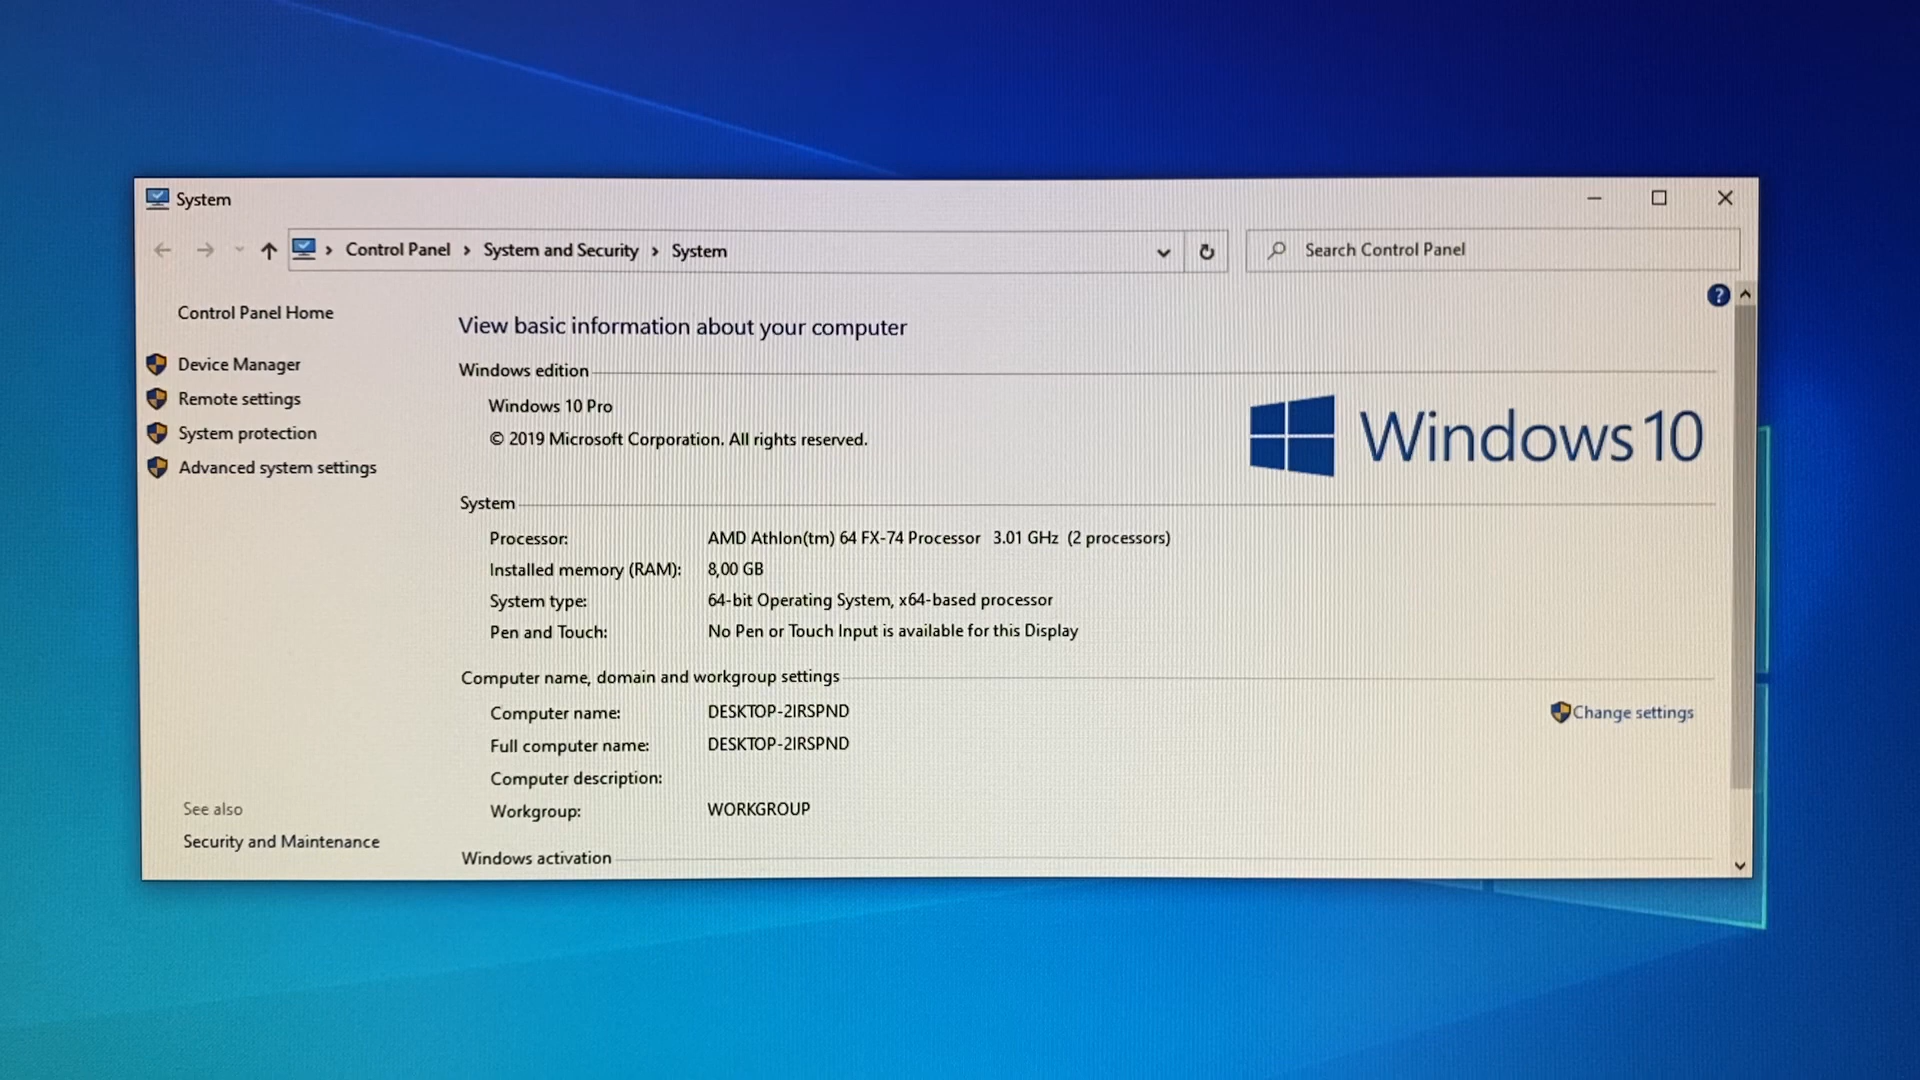 System
Control Panel > System and Security > System
Search Control Panel
Control Panel Home
Device Manager
Remote settings
System protection
Advanced system settings
See also
Security and Maintenance
View basic information about your computer
Windows edition
Windows 10 Pro
© 2019 Microsoft Corporation. All rights reserved.
Windows 10
System
Processor: AMD Athlon(tm) 64 FX-74 Processor 3.01 GHz (2 processors)
Installed memory (RAM): 8,00 GB
System type: 64-bit Operating System, x64-based processor
Pen and Touch: No Pen or Touch Input is available for this Display
Computer name, domain and workgroup settings
Computer name: DESKTOP-2IRSPND
Change settings
Full computer name: DESKTOP-2IRSPND
Computer description:
Workgroup: WORKGROUP
Windows activation